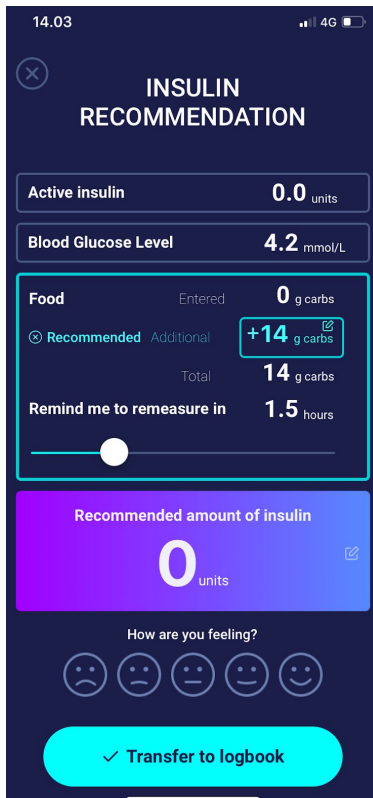 14.03 4G
INSULIN
RECOMMENDATION
Active insulin 0.0 units
Blood Glucose Level 4.2 mmol/L
Food Entered 0 g carbs
Recommended Additional +14 g carbs
Total 14 g carbs
Remind me to remeasure in 1.5 hours
Recommended amount of insulin
0 units
How are you feeling?
Transfer to logbook